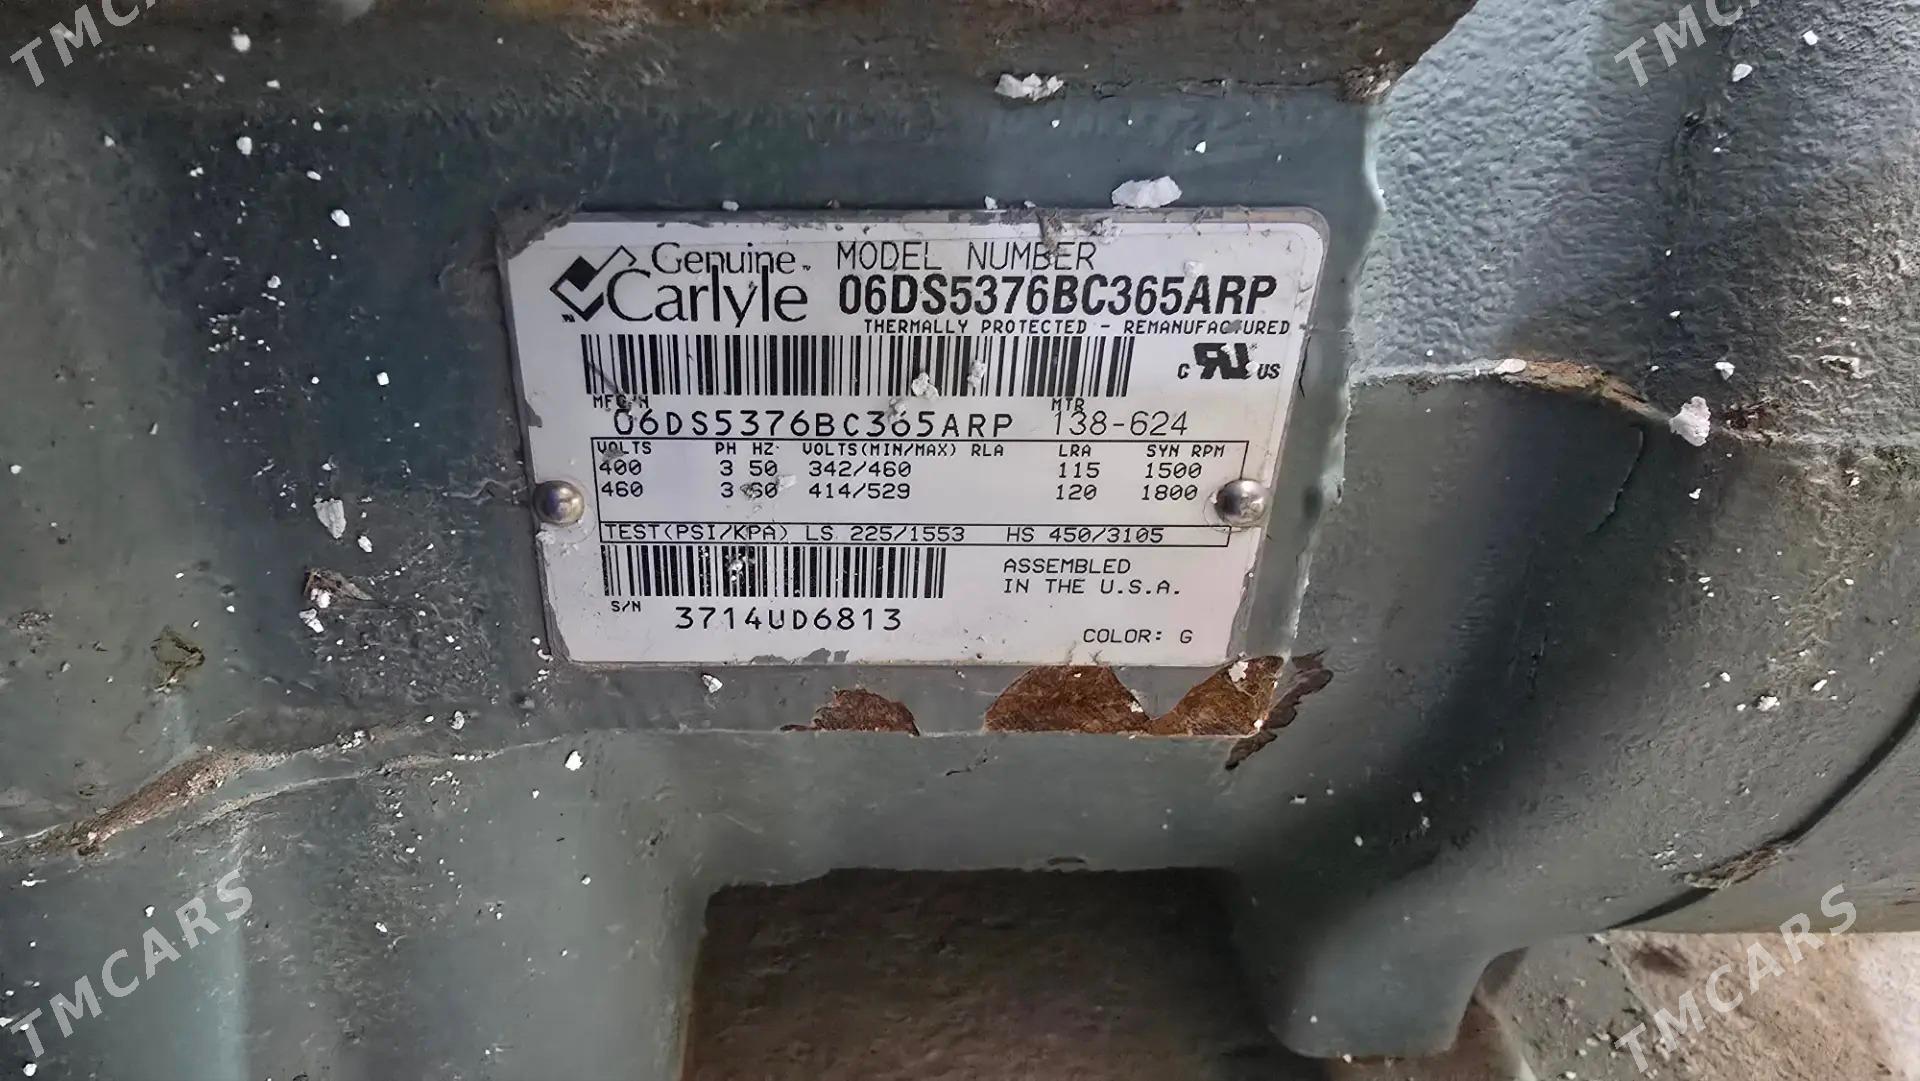 TMCARS
TMCARS
Genuine
Carlyle
MODEL NUMBER
06DS5376BC365ARP
THERMALLY PROTECTED - REMANUFACTURED
C RU US
MFG/N
06DS5376BC365ARP
MTR
138-624
VOLTS PH HZ VOLTS(MIN/MAX) RLA LRA SYN RPM
400 3 50 342/460 115 1500
460 3 60 414/529 120 1800
TEST(PSI/KPA) LS 225/1553 HS 450/3105
ASSEMBLED
IN THE U.S.A.
S/N
3714UD6813
COLOR: G
TMCARS
TMCARS